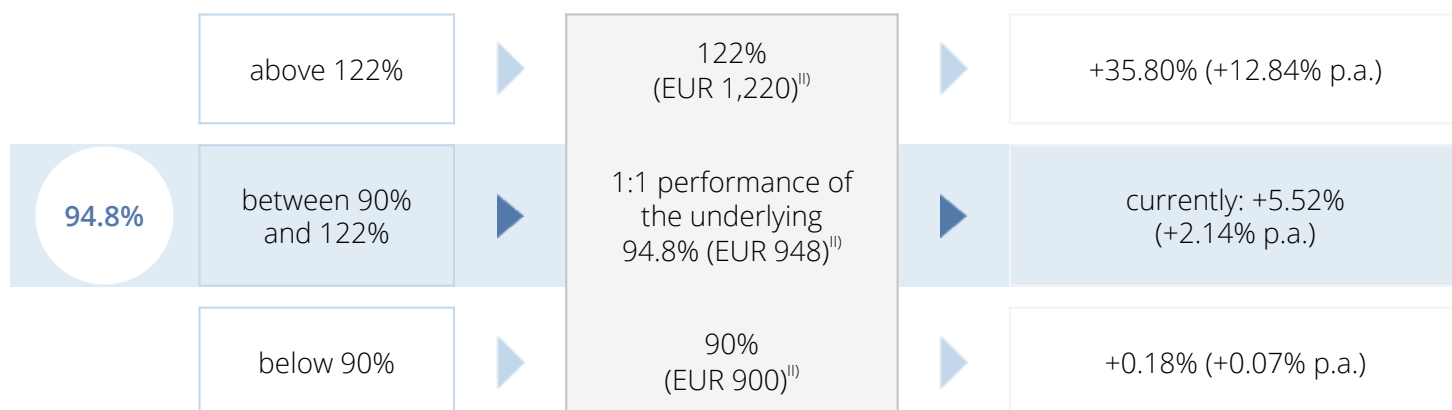 above 122%
122%
(EUR 1,220)II)
+35.80% (+12.84% p.a.)
94.8%
between 90%
and 122%
1:1 performance of
the underlying
94.8% (EUR 948)II)
currently: +5.52%
(+2.14% p.a.)
below 90%
90%
(EUR 900)II)
+0.18% (+0.07% p.a.)